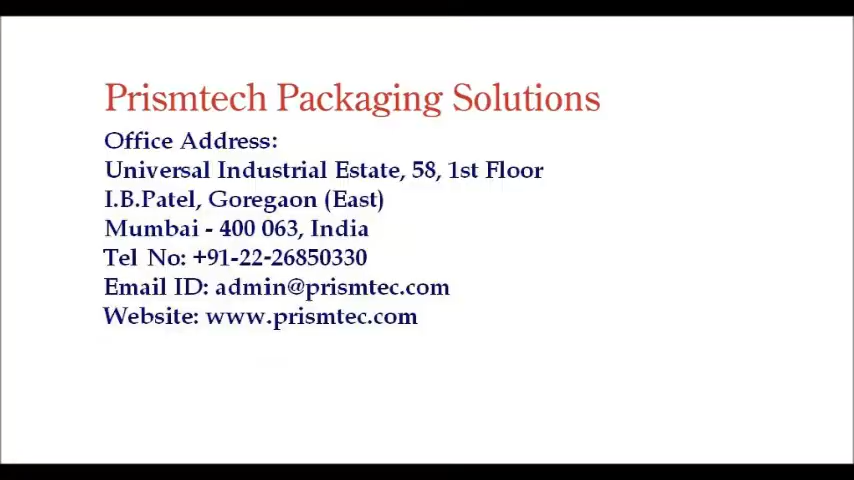 Prismtech Packaging Solutions
Office Address:
Universal Industrial Estate, 58, 1st Floor
I.B.Patel, Goregaon (East)
Mumbai - 400 063, India
Tel No: +91-22-26850330
Email ID: admin@prismtec.com
Website: www.prismtec.com